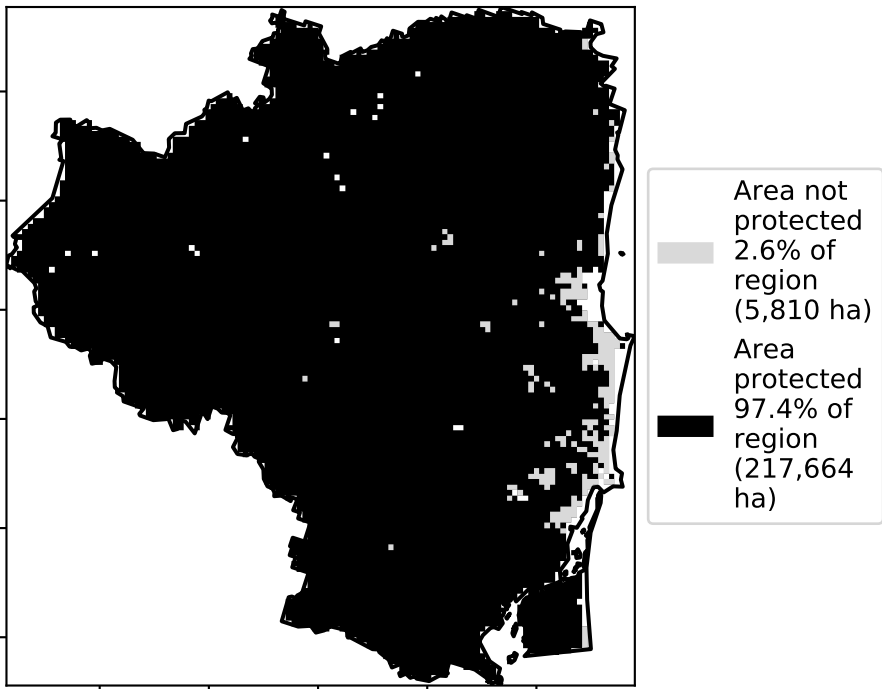 Area not
protected
2.6% of
region
(5,810 ha)
Area
protected
97.4% of
region
(217,664
ha)